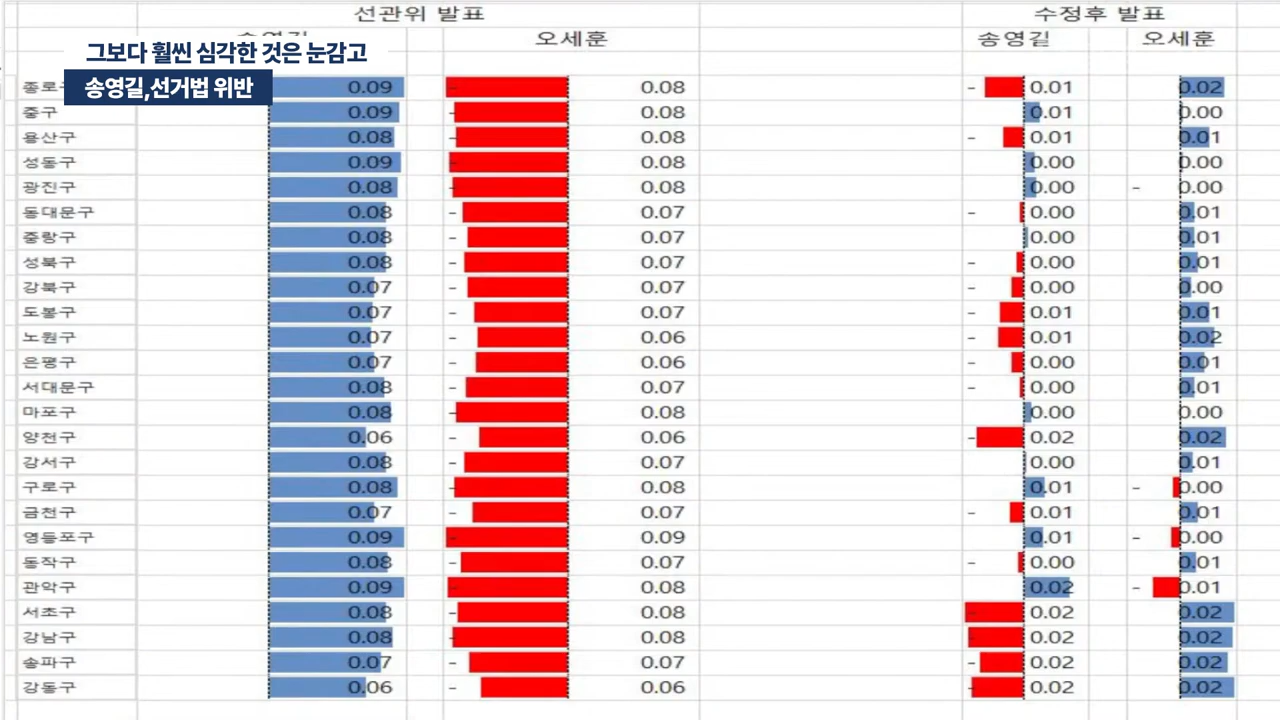 선관위 발표 수정후 발표
그보다 훨씬 심각한 것은 눈감고
송영길,선거법 위반
오세훈 송영길 오세훈
종로구 0.09 - 0.08 - 0.01 0.02
중구 0.09 - 0.08 0.01 0.00
용산구 0.08 - 0.08 - 0.01 0.01
성동구 0.09 - 0.08 0.00 0.00
광진구 0.08 - 0.08 0.00 - 0.00
동대문구 0.08 - 0.07 - 0.00 0.01
중랑구 0.08 - 0.07 0.00 0.01
성북구 0.08 - 0.07 - 0.00 0.01
강북구 0.07 - 0.07 - 0.00 0.00
도봉구 0.07 - 0.07 - 0.01 0.01
노원구 0.07 - 0.06 - 0.01 0.02
은평구 0.07 - 0.06 - 0.00 0.01
서대문구 0.08 - 0.07 - 0.00 0.01
마포구 0.08 - 0.08 0.00 0.00
양천구 0.06 - 0.06 - 0.02 0.02
강서구 0.08 - 0.07 0.00 0.01
구로구 0.08 - 0.08 0.01 - 0.00
금천구 0.07 - 0.07 - 0.01 0.01
영등포구 0.09 - 0.09 0.01 - 0.00
동작구 0.08 - 0.07 - 0.00 0.01
관악구 0.09 - 0.08 0.02 - 0.01
서초구 0.08 - 0.08 - 0.02 0.02
강남구 0.08 - 0.08 - 0.02 0.02
송파구 0.07 - 0.07 - 0.02 0.02
강동구 0.06 - 0.06 - 0.02 0.02